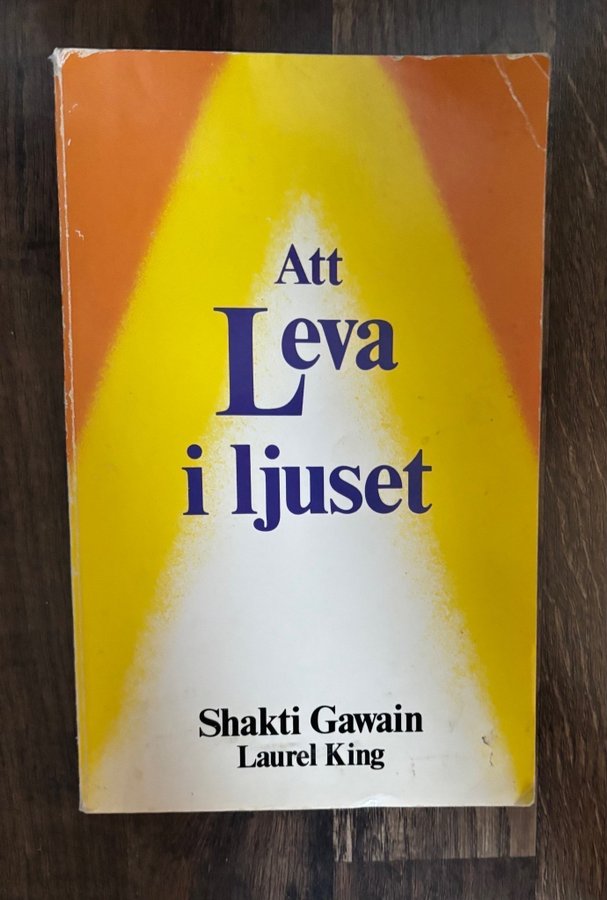 Att
Leva
i ljuset
Shakti Gawain
Laurel King